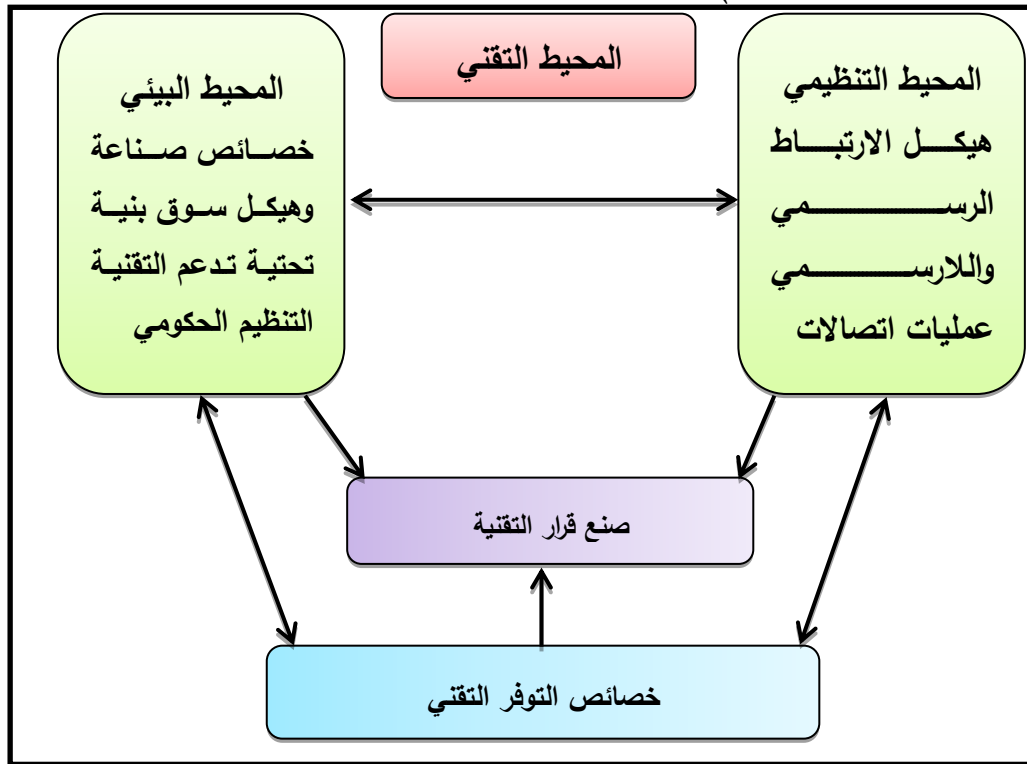 المحيط التقني
المحيط التنظيمي
هيكل الارتباط
الرسمي
واللارسمي
عمليات اتصالات
المحيط البيئي
خصائص صناعة
وهيكل سوق بنية
تحتية تدعم التقنية
التنظيم الحكومي
صنع قرار التقنية
خصائص التوفر التقني